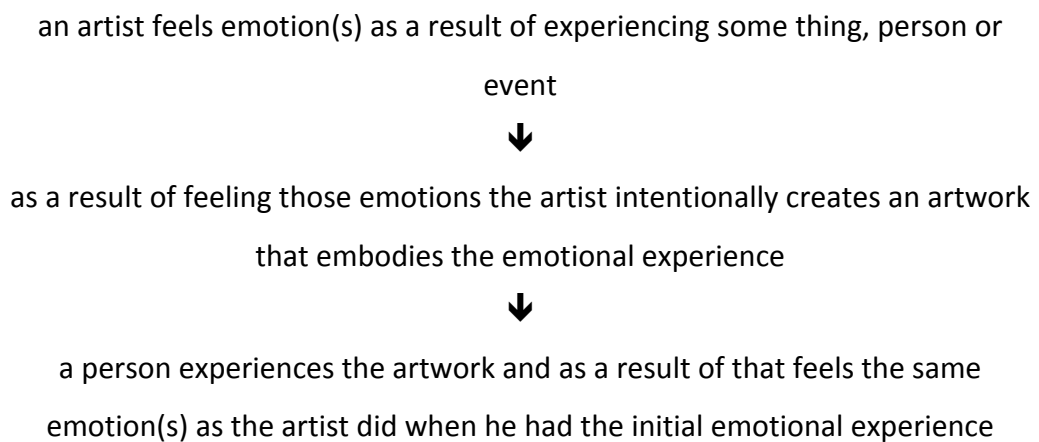 an artist feels emotion(s) as a result of experiencing some thing, person or
event
🡻
as a result of feeling those emotions the artist intentionally creates an artwork
that embodies the emotional experience
🡻
a person experiences the artwork and as a result of that feels the same
emotion(s) as the artist did when he had the initial emotional experience